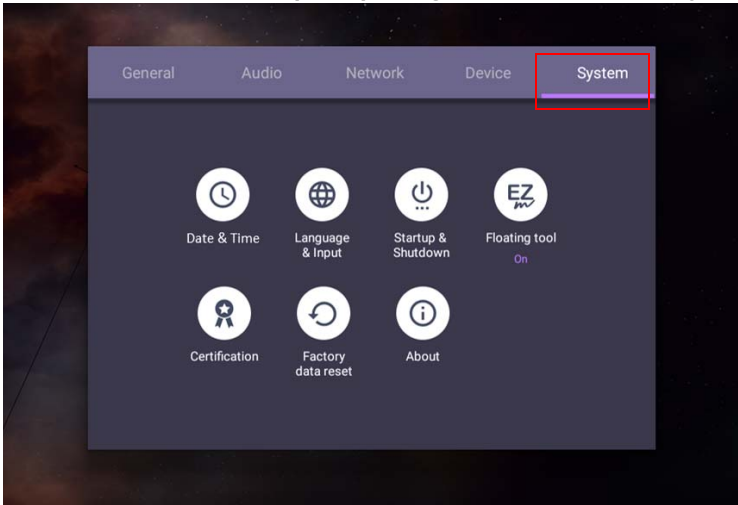 General Audio Network Device System
EZ
Date & Time Language Startup & Floating tool
& Input Shutdown On
Certification Factory About
data reset